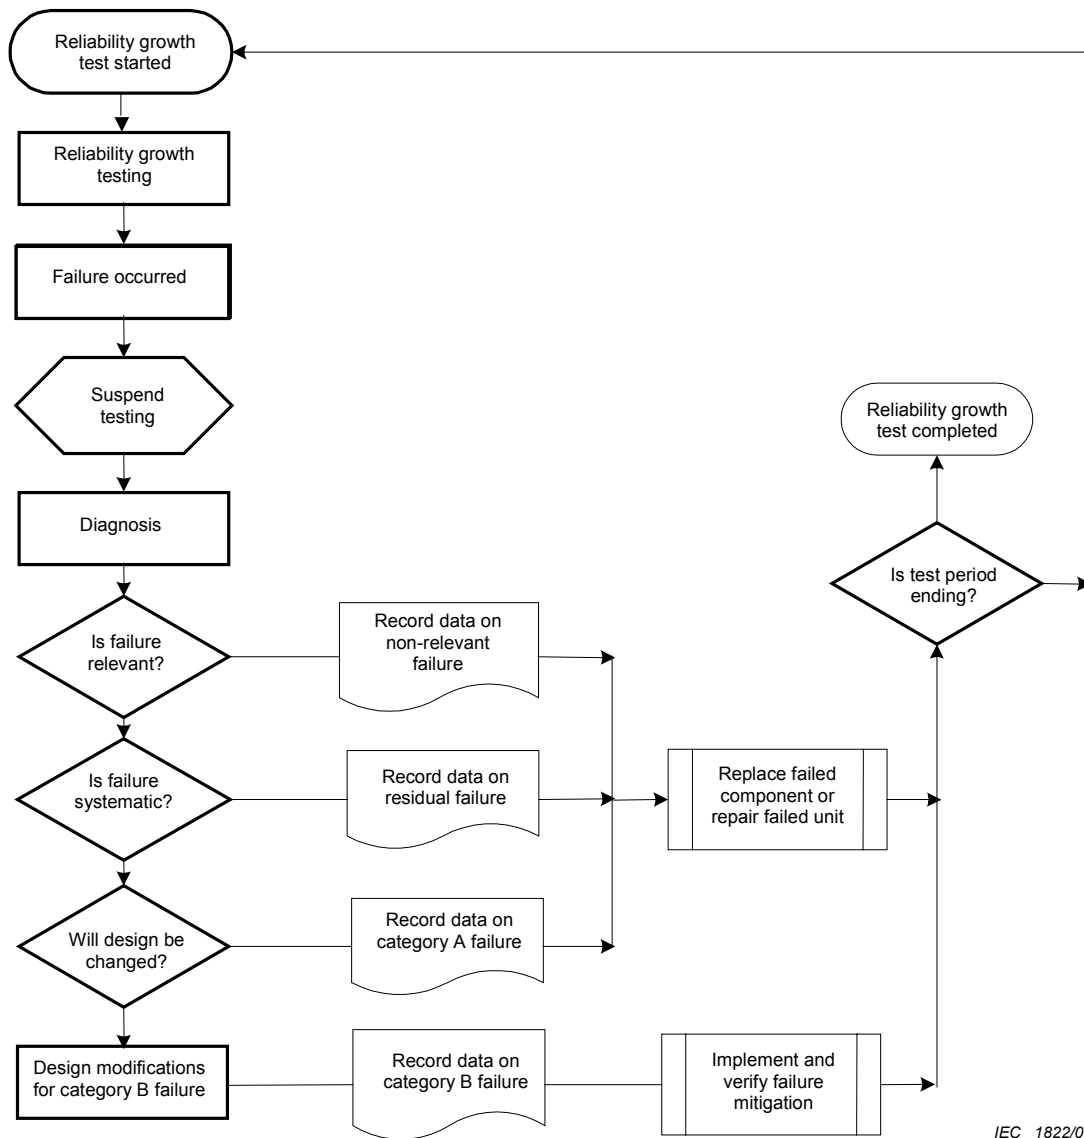 Reliability growth
test started
Reliability growth
testing
Failure occurred
Suspend
testing
Reliability growth
test completed
Diagnosis
Is test period
ending?
Is failure
relevant?
Record data on
non-relevant
failure
Is failure
systematic?
Record data on
residual failure
Replace failed
component or
repair failed unit
Will design be
changed?
Record data on
category A failure
Design modifications
for category B failure
Record data on
category B failure
Implement and
verify failure
mitigation
IEC 1822/0